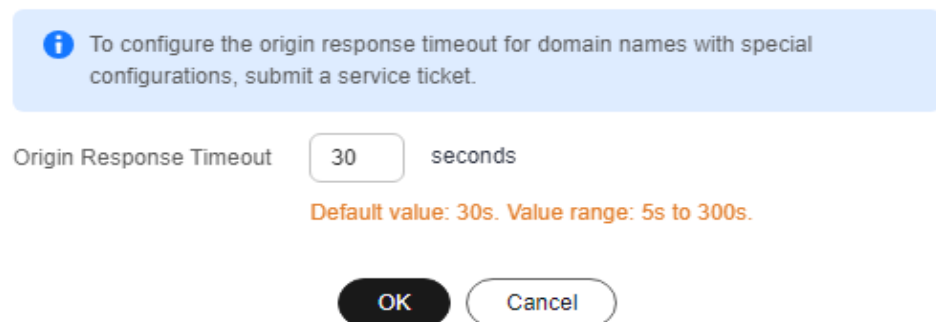 To configure the origin response timeout for domain names with special
configurations, submit a service ticket.
Origin Response Timeout 30 seconds
Default value: 30s. Value range: 5s to 300s.
OK Cancel